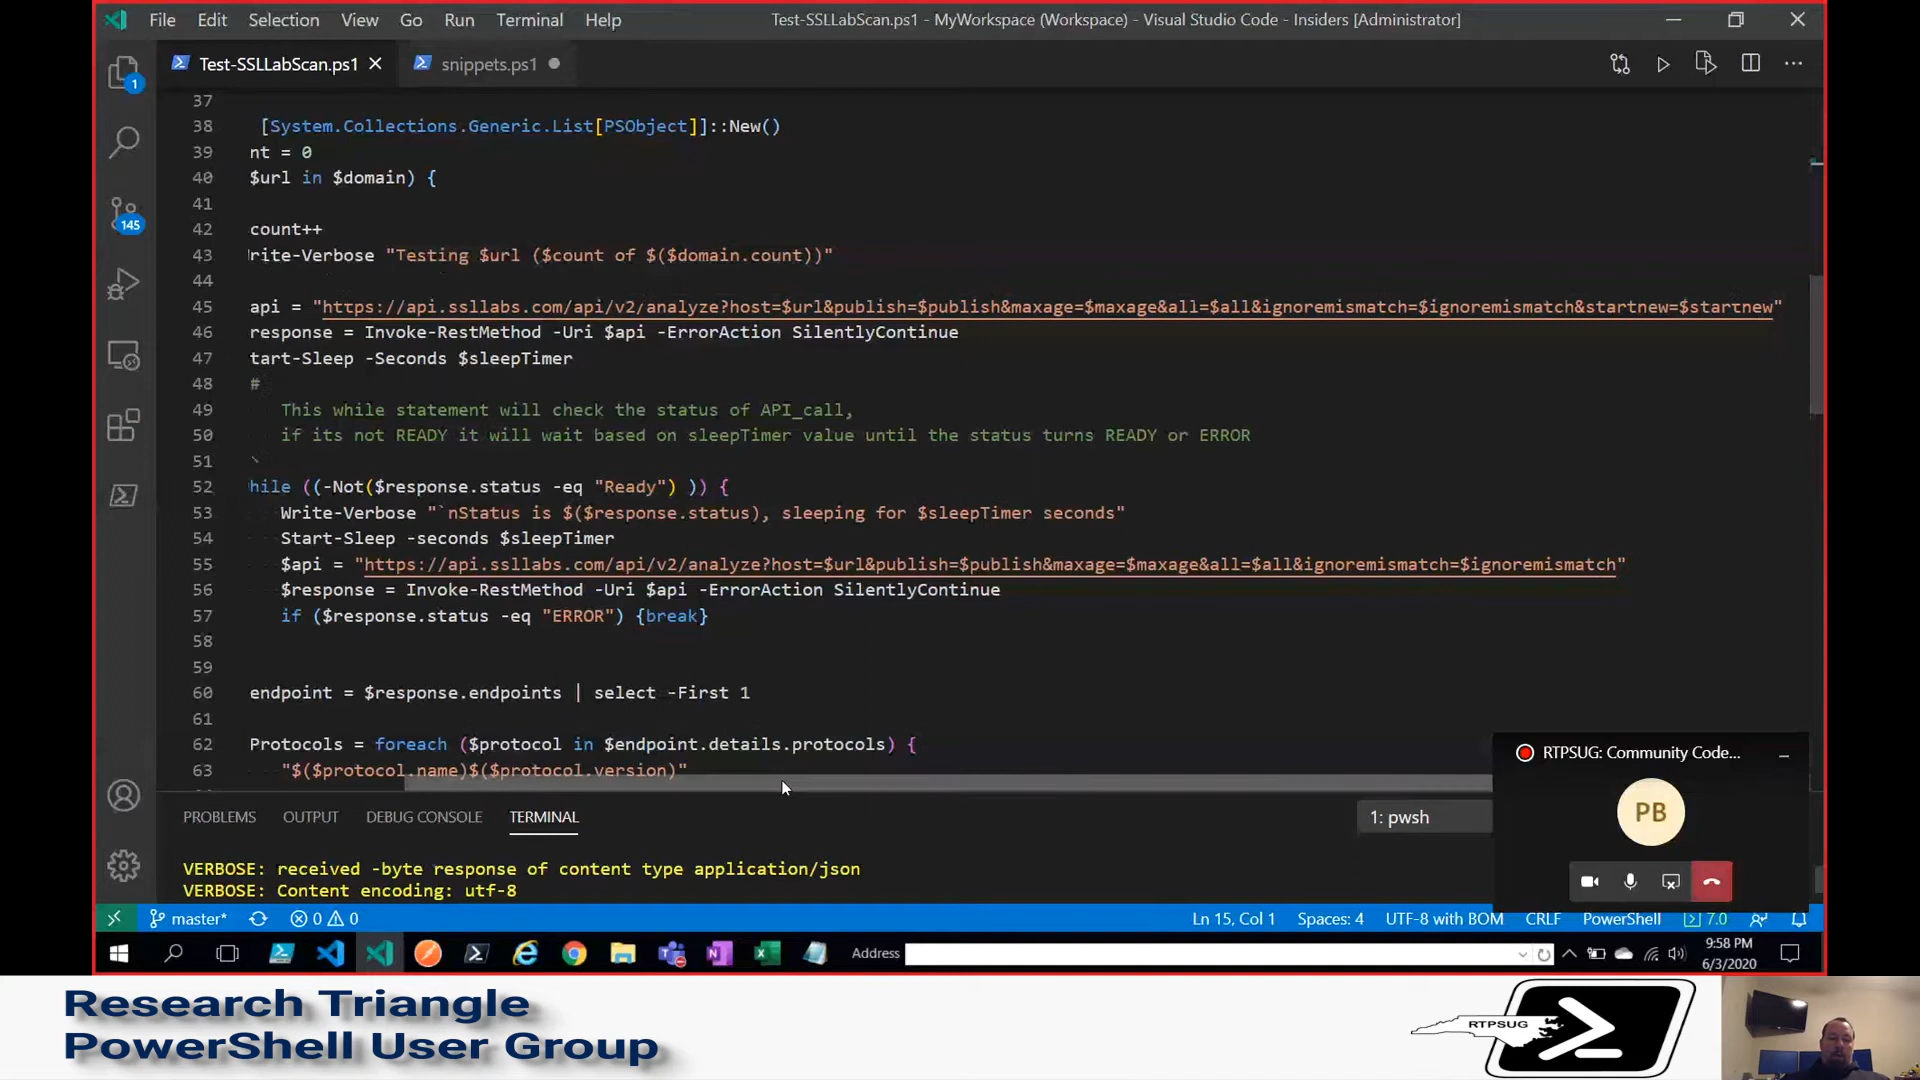 File Edit Selection View Go Run Terminal Help Test-SSLLabScan.ps1 - MyWorkspace (Workspace) - Visual Studio Code - Insiders [Administrator]
Test-SSLLabScan.ps1 snippets.ps1
37
38 [System.Collections.Generic.List[PSObject]]::New()
39 nt = 0
40 $url in $domain) {
41
42 count++
43 rite-Verbose "Testing $url ($count of $($domain.count))"
44
45 api = "https://api.ssllabs.com/api/v2/analyze?host=$url&publish=$publish&maxage=$maxage&all=$all&ignoremismatch=$ignoremismatch&startnew=$startnew"
46 response = Invoke-RestMethod -Uri $api -ErrorAction SilentlyContinue
47 tart-Sleep -Seconds $sleepTimer
48 #
49 This while statement will check the status of API_call,
50 if its not READY it will wait based on sleepTimer value until the status turns READY or ERROR
51
52 hile ((-Not($response.status -eq "Ready") )) {
53 Write-Verbose "`nStatus is $($response.status), sleeping for $sleepTimer seconds"
54 Start-Sleep -seconds $sleepTimer
55 $api = "https://api.ssllabs.com/api/v2/analyze?host=$url&publish=$publish&maxage=$maxage&all=$all&ignoremismatch=$ignoremismatch"
56 $response = Invoke-RestMethod -Uri $api -ErrorAction SilentlyContinue
57 if ($response.status -eq "ERROR") {break}
58
59
60 endpoint = $response.endpoints | select -First 1
61
62 Protocols = foreach ($protocol in $endpoint.details.protocols) {
63 "$($protocol.name)$($protocol.version)"
1
145
RTPSUG: Community Code...
PB
PROBLEMS OUTPUT DEBUG CONSOLE TERMINAL 1: pwsh
VERBOSE: received -byte response of content type application/json
VERBOSE: Content encoding: utf-8
master* 0 0 Ln 15, Col 1 Spaces: 4 UTF-8 with BOM CRLF PowerShell 7.0
Address 9:58 PM
6/3/2020
Research Triangle
PowerShell User Group
RTPSUG